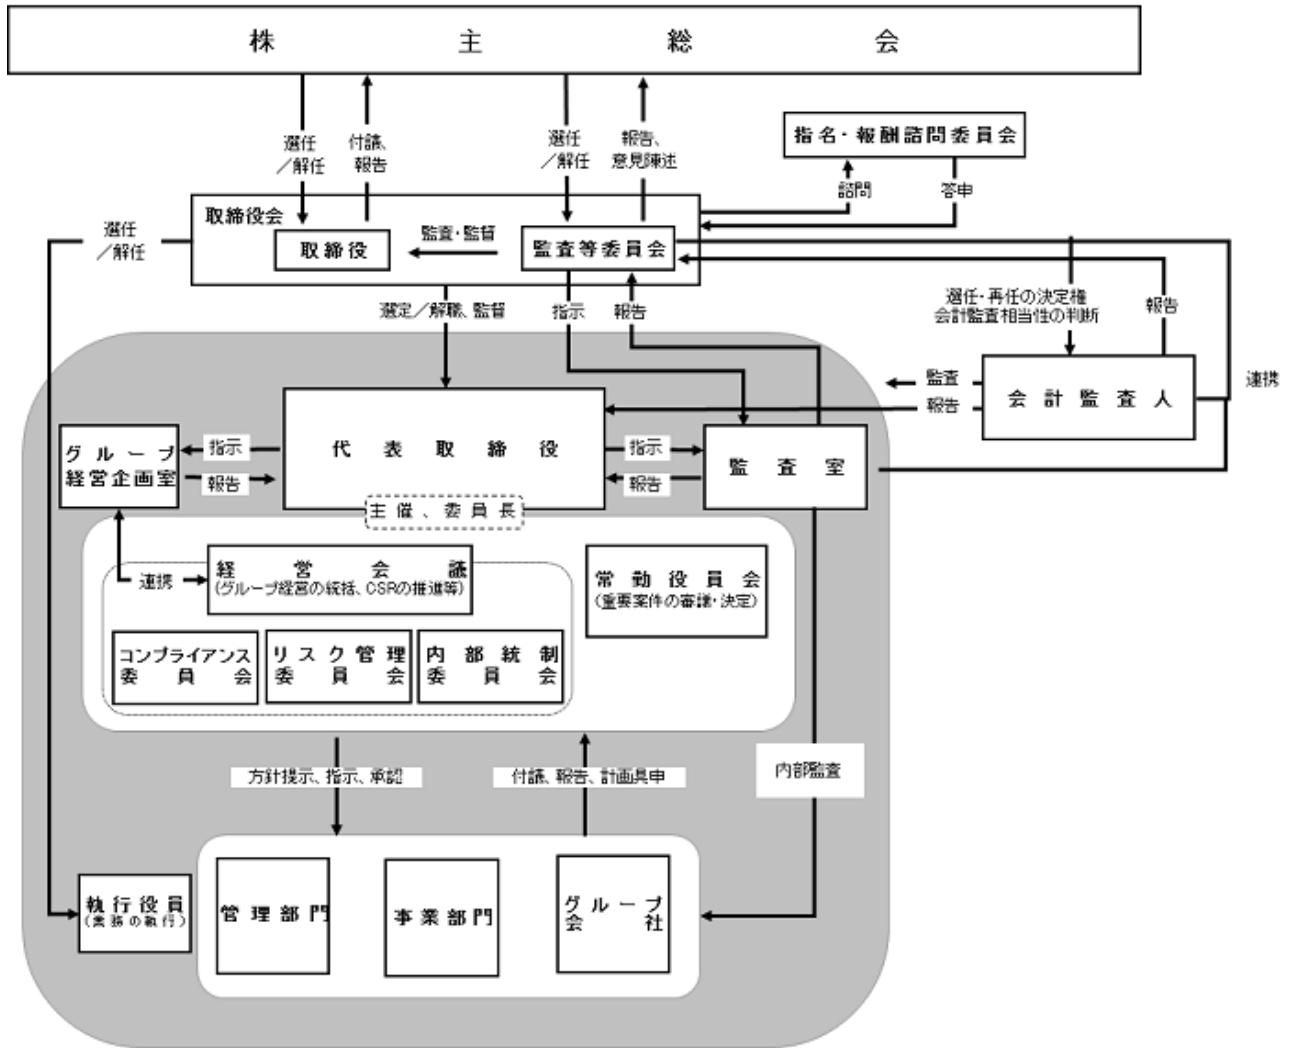 株主総会
選任
／解任
付議、
報告
選任
／解任
報告、
意見陳述
指名・報酬諮問委員会
諮問
答申
取締役会
取締役
監査・監督
監査等委員会
選任
／解任
選定／解職、監督
指示
報告
選任・再任の決定権
会計監査相当性の判断
報告
監査
報告
会計監査人
連携
グループ
経営企画室
指示
報告
代表取締役
指示
報告
監査室
主催、委員長
連携
経営会議
(グループ経営の統括、CSRの推進等)
常勤役員会
(重要案件の審議・決定)
コンプライアンス
委員会
リスク管理
委員会
内部統制
委員会
方針提示、指示、承認
付議、報告、計画具申
内部監査
執行役員
(業務の執行)
管理部門
事業部門
グループ
会社